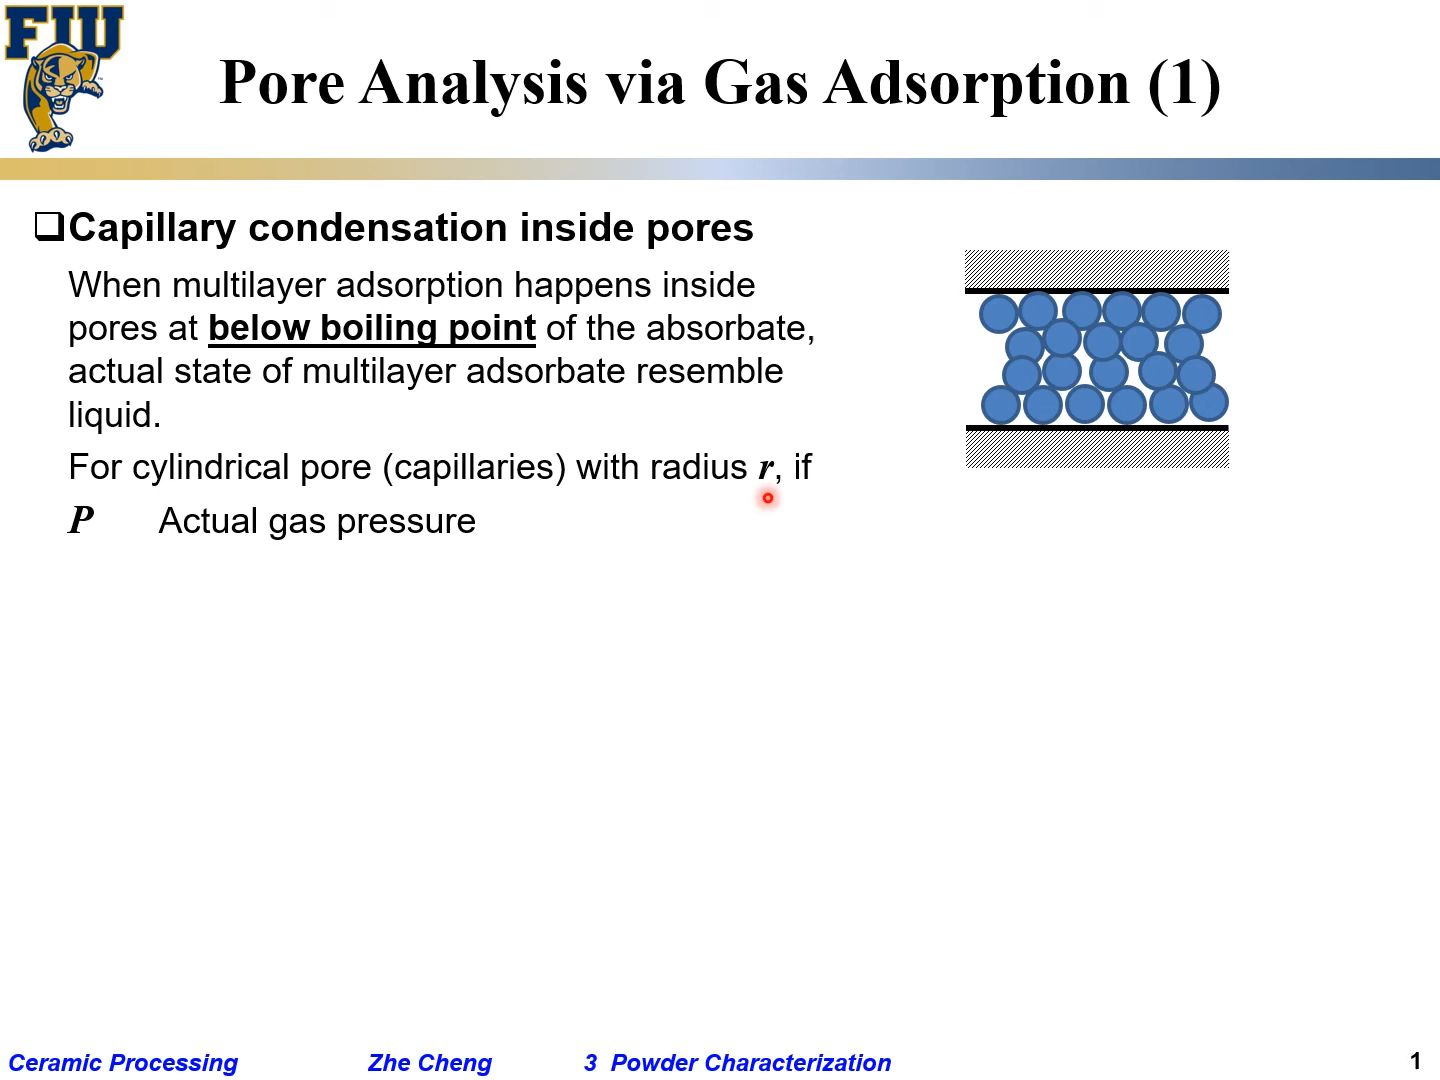 FIU
Pore Analysis via Gas Adsorption (1)
Capillary condensation inside pores
When multilayer adsorption happens inside
pores at below boiling point of the absorbate,
actual state of multilayer adsorbate resemble
liquid.
For cylindrical pore (capillaries) with radius r, if
P Actual gas pressure
Ceramic Processing Zhe Cheng 3 Powder Characterization 1